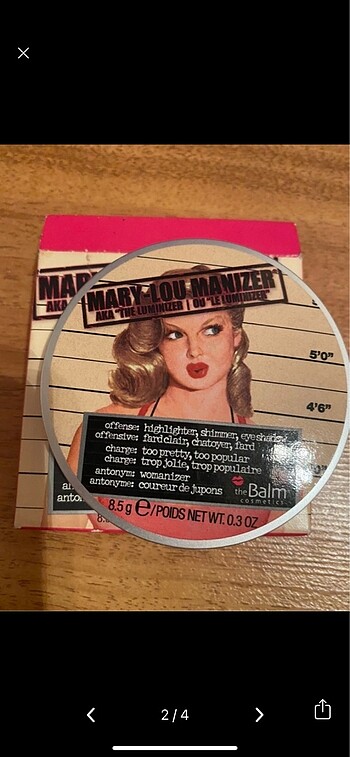 MARY-LOU MANIZER
AKA "THE LUMINIZER | OU "LE LUMINIZER"
5'0"
4'6"
offense: highlighter, shimmer, eyeshadow
offensive: fard clair, chatoyer, fard
charge: too pretty, too popular
charge: trop jolie, trop populaire
antonym: womanizer
antonyme: coureur de jupons
theBalm
cosmetics
8.5 g e/POIDS NET WT. 0.3 OZ
2/4